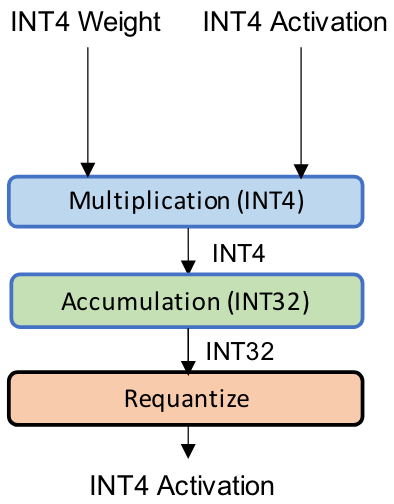 INT4 Weight
INT4 Activation
Multiplication (INT4)
INT4
Accumulation (INT32)
INT32
Requantize
INT4 Activation